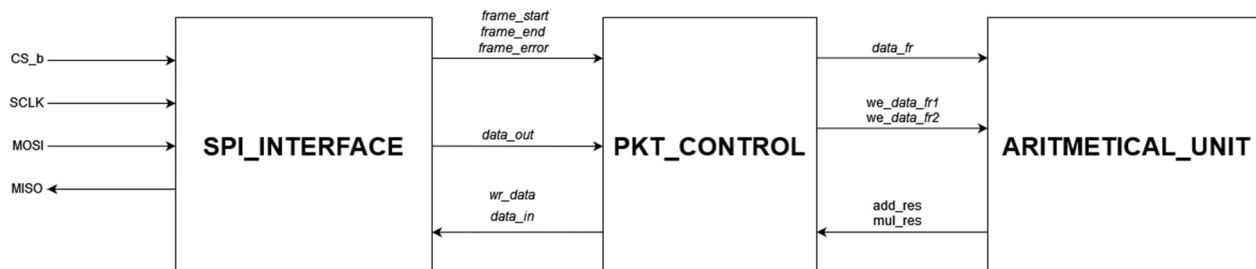 CS_b
SCLK
MOSI
MISO
SPI_INTERFACE
frame_start
frame_end
frame_error
data_out
wr_data
data_in
PKT_CONTROL
data_fr
we_data_fr1
we_data_fr2
add_res
mul_res
ARITMETICAL_UNIT